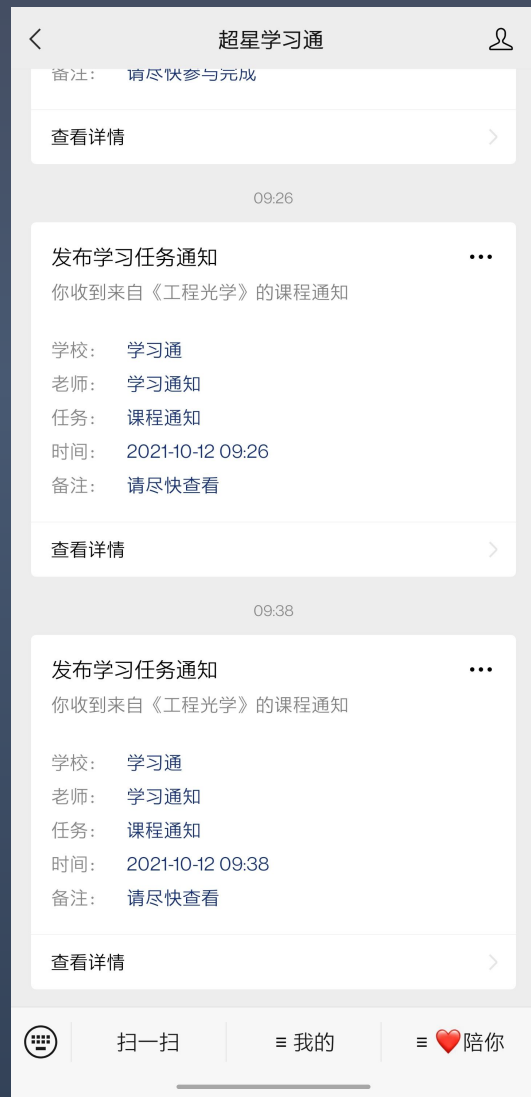 超星学习通
备注： 请尽快参与完成
查看详情
09:26
发布学习任务通知
你收到来自《工程光学》的课程通知
学校： 学习通
老师： 学习通知
任务： 课程通知
时间： 2021-10-12 09:26
备注： 请尽快查看
查看详情
09:38
发布学习任务通知
你收到来自《工程光学》的课程通知
学校： 学习通
老师： 学习通知
任务： 课程通知
时间： 2021-10-12 09:38
备注： 请尽快查看
查看详情
扫一扫 ≡ 我的 ≡ ❤️陪你